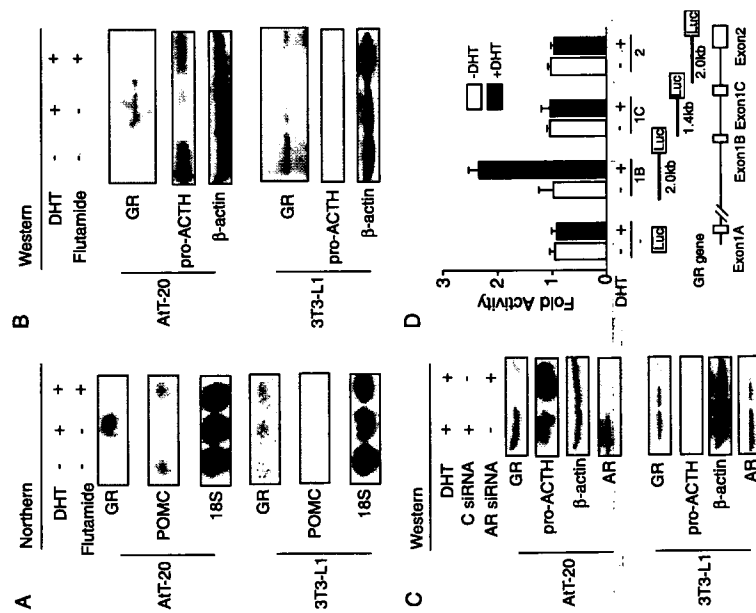 A
Northern
DHT - + +
Flutamide - - +
GR
AtT-20
POMC
18S
GR
3T3-L1
POMC
18S
B
Western
DHT - + +
Flutamide - - +
GR
AtT-20
pro-ACTH
β-actin
GR
3T3-L1
pro-ACTH
β-actin
C
Western
DHT + +
C siRNA + -
AR siRNA - +
GR
AtT-20
pro-ACTH
β-actin
AR
GR
3T3-L1
pro-ACTH
β-actin
AR
D
Fold Activity
3
2
1
0
-DHT
+DHT
DHT - + - + - + - +
- 1B 1C 2
Luc
Luc
2.0kb
Luc
1.4kb
Luc
2.0kb
GR gene
Exon1A Exon1B Exon1C Exon2